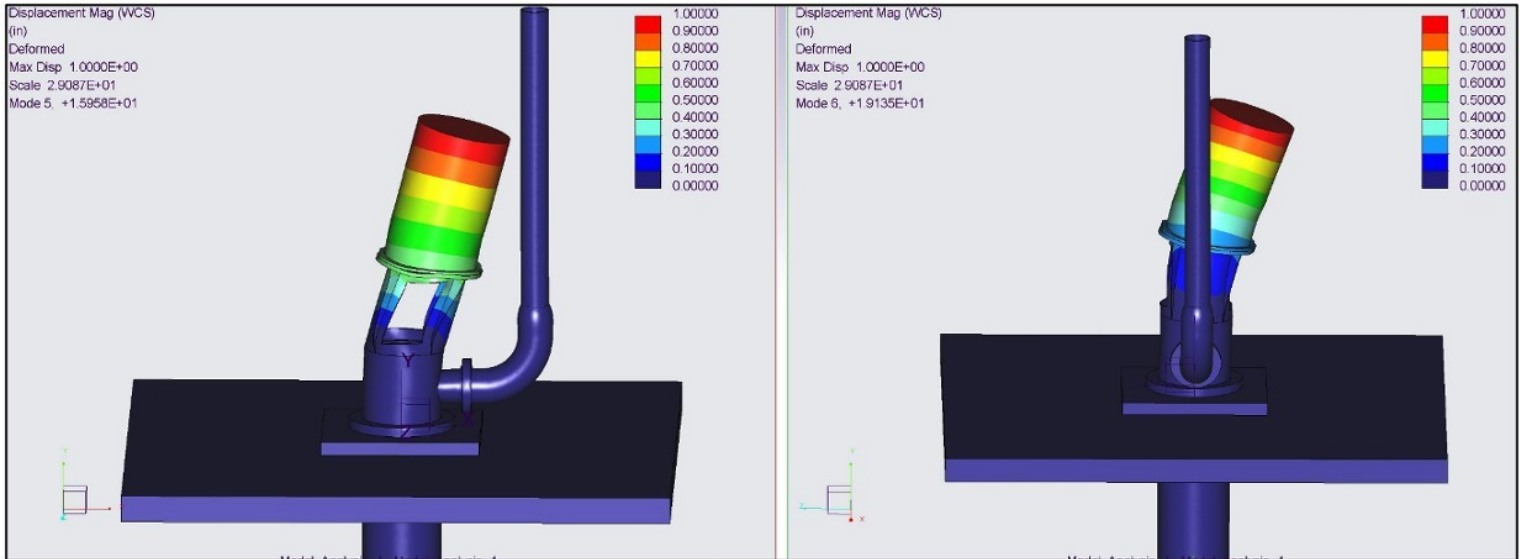 Displacement Mag (WCS)
(in)
Deformed
Max Disp 1.0000E+00
Scale 2.9087E+01
Mode 5, +1.5958E+01
1.00000
0.90000
0.80000
0.70000
0.60000
0.50000
0.40000
0.30000
0.20000
0.10000
0.00000
Y
X
Z
Displacement Mag (WCS)
(in)
Deformed
Max Disp 1.0000E+00
Scale 2.9087E+01
Mode 6, +1.9135E+01
1.00000
0.90000
0.80000
0.70000
0.60000
0.50000
0.40000
0.30000
0.20000
0.10000
0.00000
X